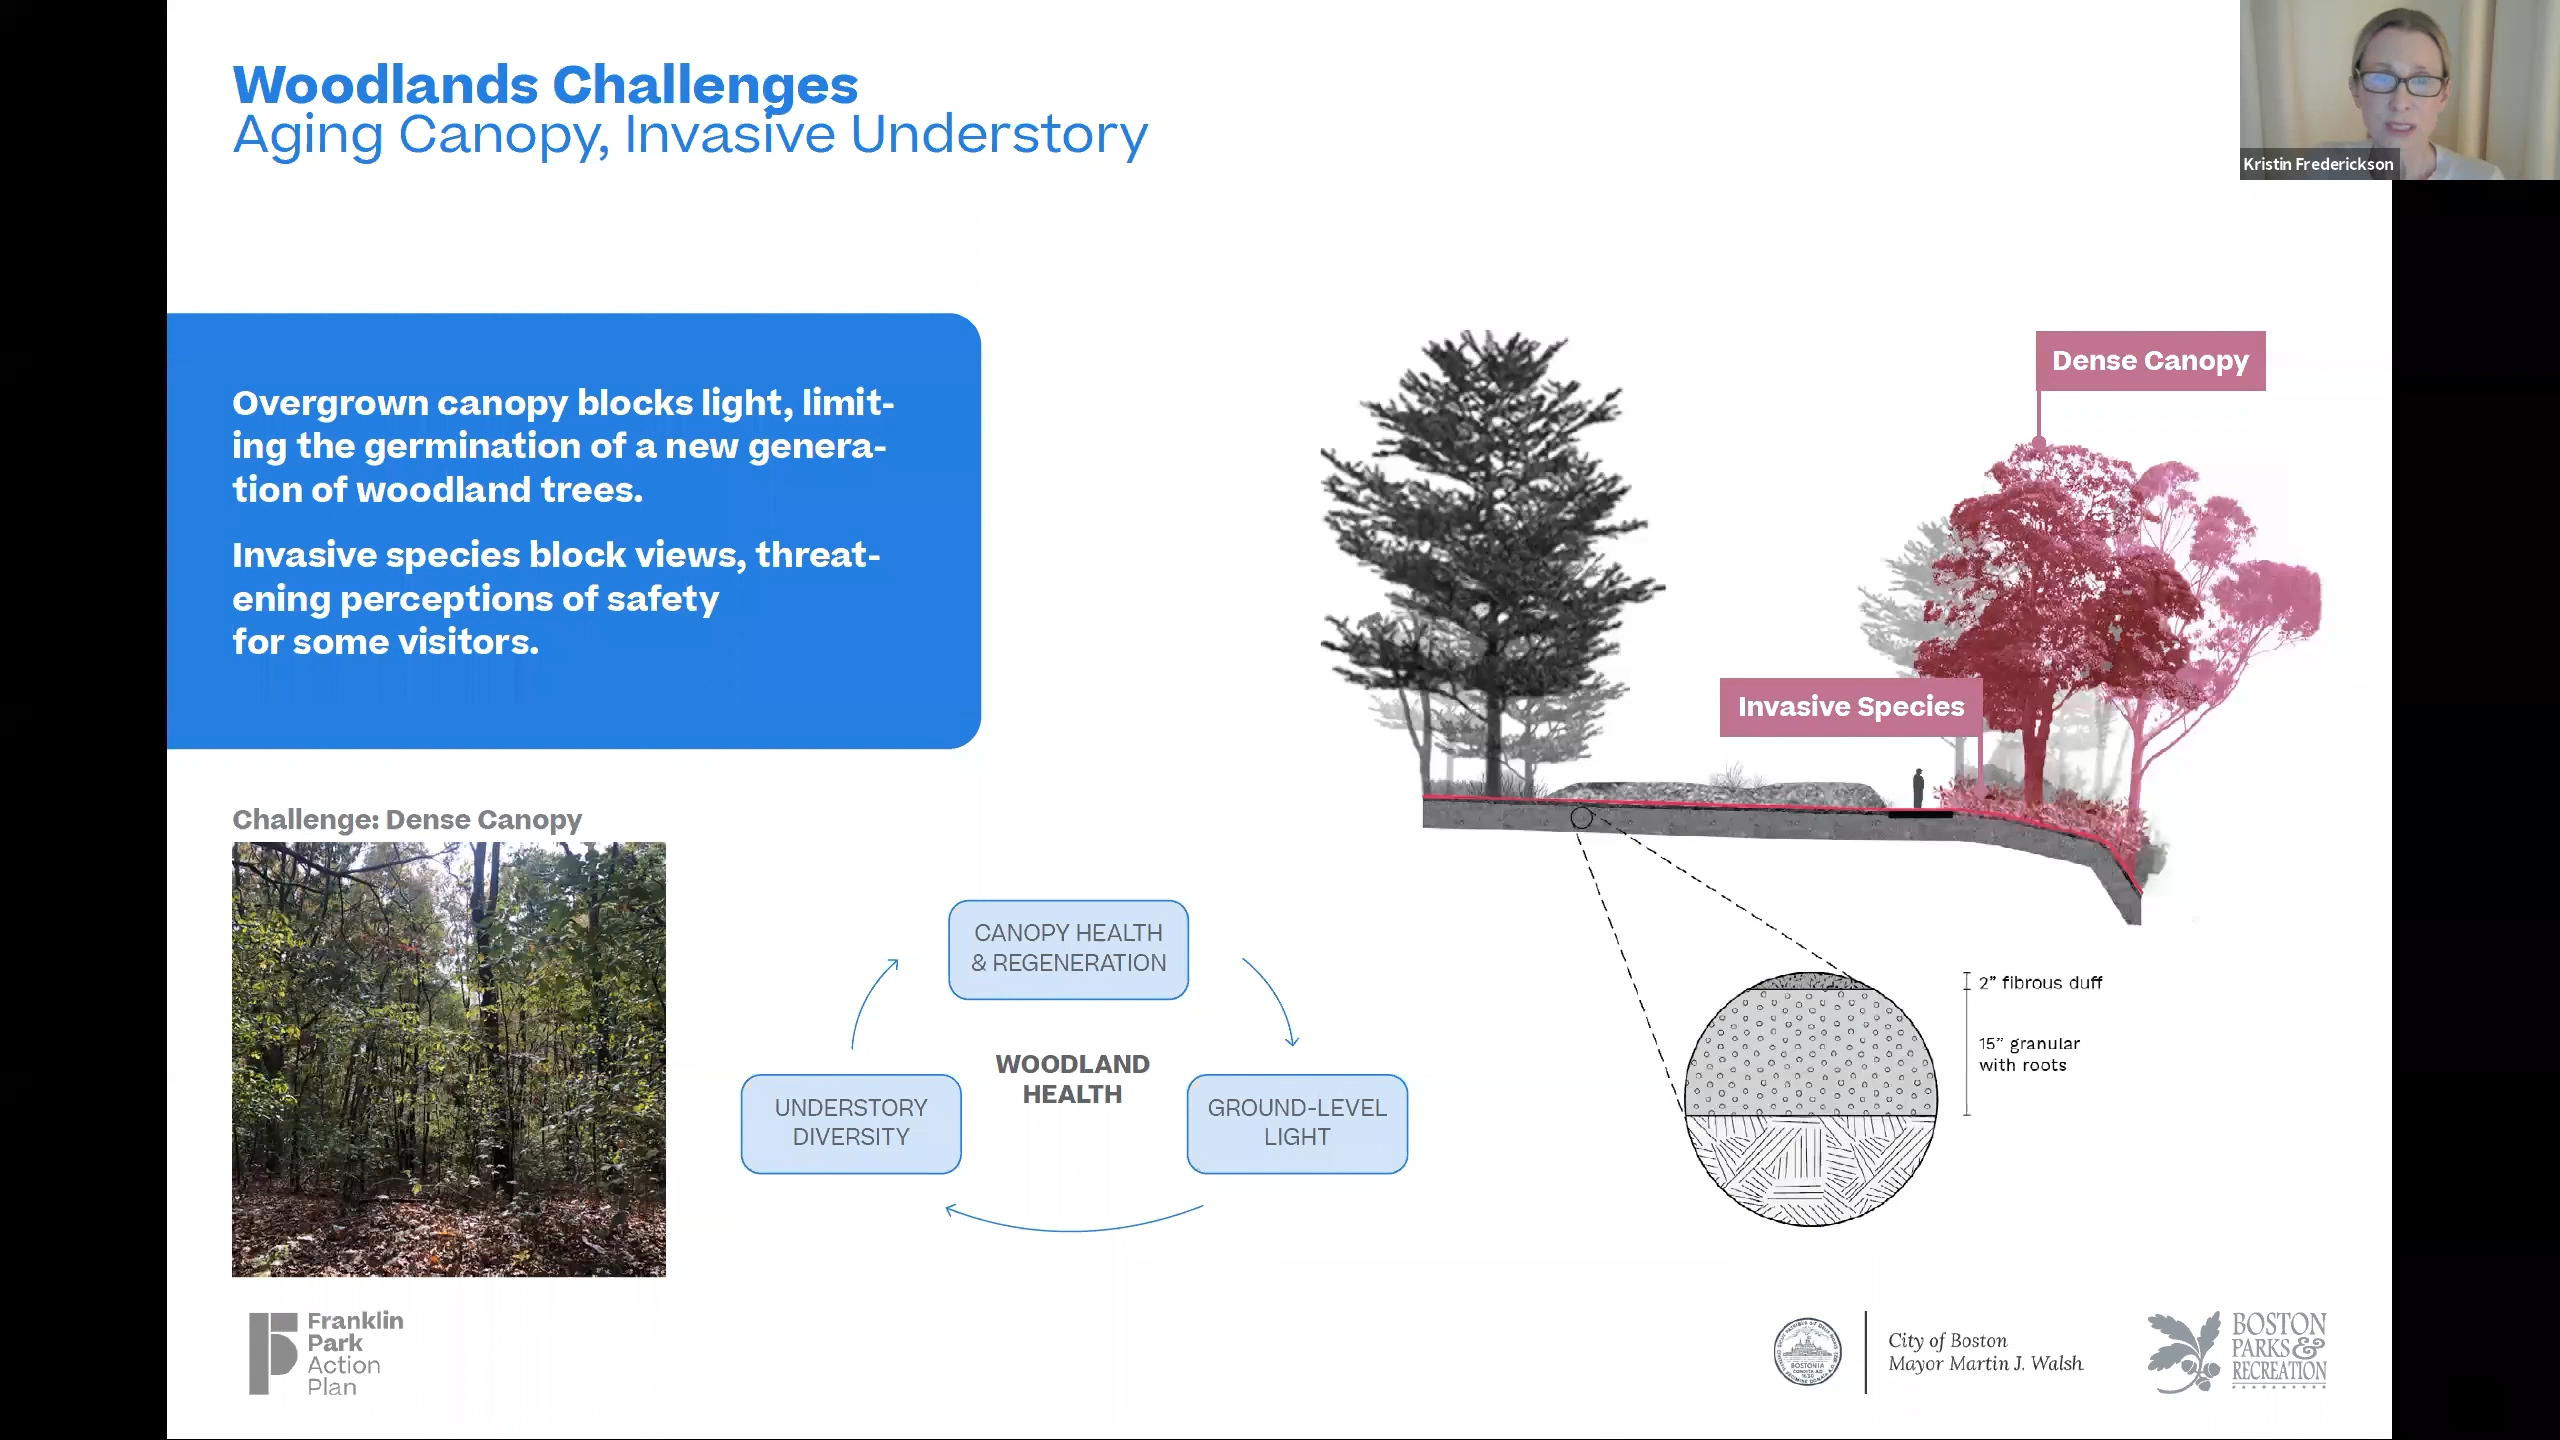 Woodlands Challenges
Aging Canopy, Invasive Understory
Kristin Frederickson
Overgrown canopy blocks light, limit-
ing the germination of a new genera-
tion of woodland trees.
Invasive species block views, threat-
ening perceptions of safety
for some visitors.
Dense Canopy
Invasive Species
Challenge: Dense Canopy
CANOPY HEALTH
& REGENERATION
WOODLAND
HEALTH
UNDERSTORY
DIVERSITY
GROUND-LEVEL
LIGHT
2” fibrous duff
15” granular
with roots
Franklin
Park
Action
Plan
BOSTONIA
City of Boston
Mayor Martin J. Walsh
BOSTON
PARKS &
RECREATION